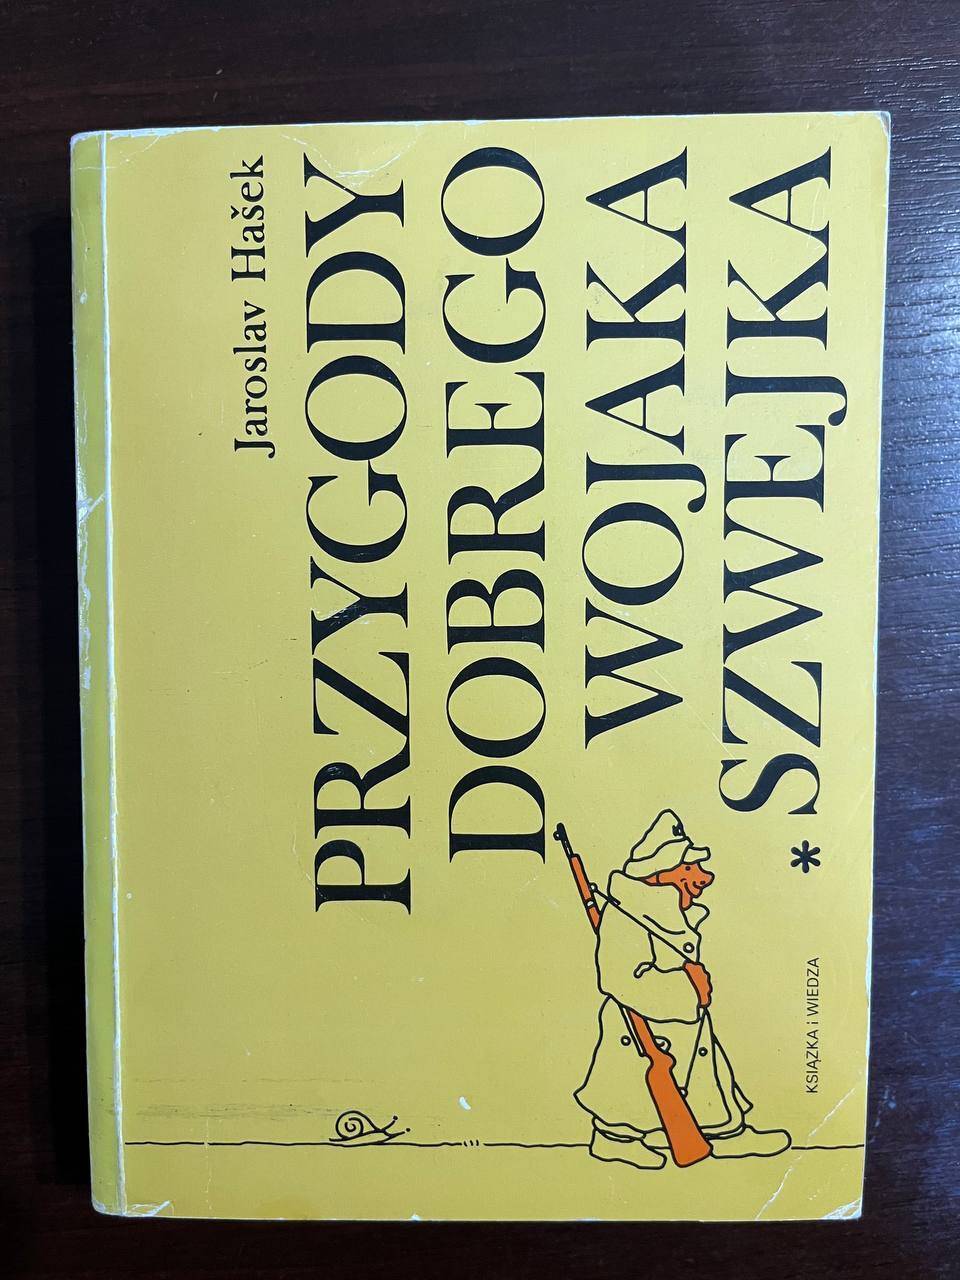 Jaroslav Hašek
PRZYGODY
DOBREGO
WOJAKA
* SZWEJKA
KSIĄŻKA i WIEDZA